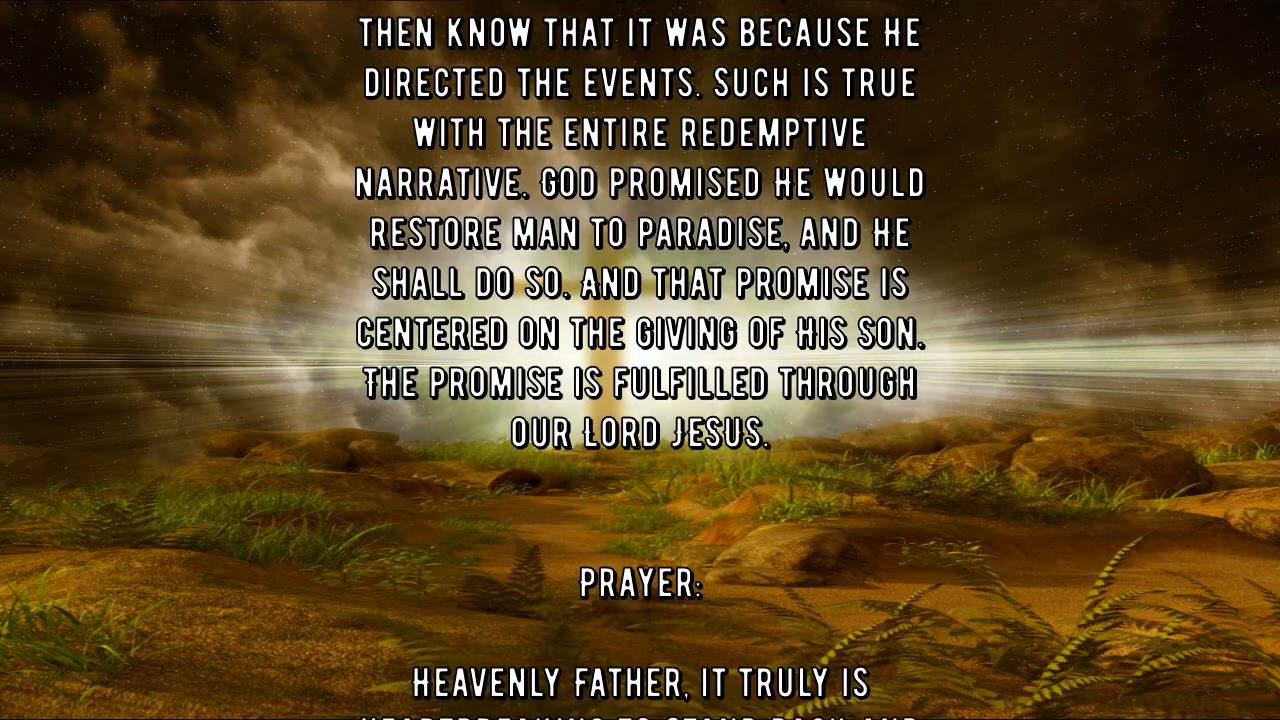 THEN KNOW THAT IT WAS BECAUSE HE
DIRECTED THE EVENTS. SUCH IS TRUE
WITH THE ENTIRE REDEMPTIVE
NARRATIVE. GOD PROMISED HE WOULD
RESTORE MAN TO PARADISE, AND HE
SHALL DO SO. AND THAT PROMISE IS
CENTERED ON THE GIVING OF HIS SON.
THE PROMISE IS FULFILLED THROUGH
OUR LORD JESUS.
PRAYER:
HEAVENLY FATHER, IT TRULY IS